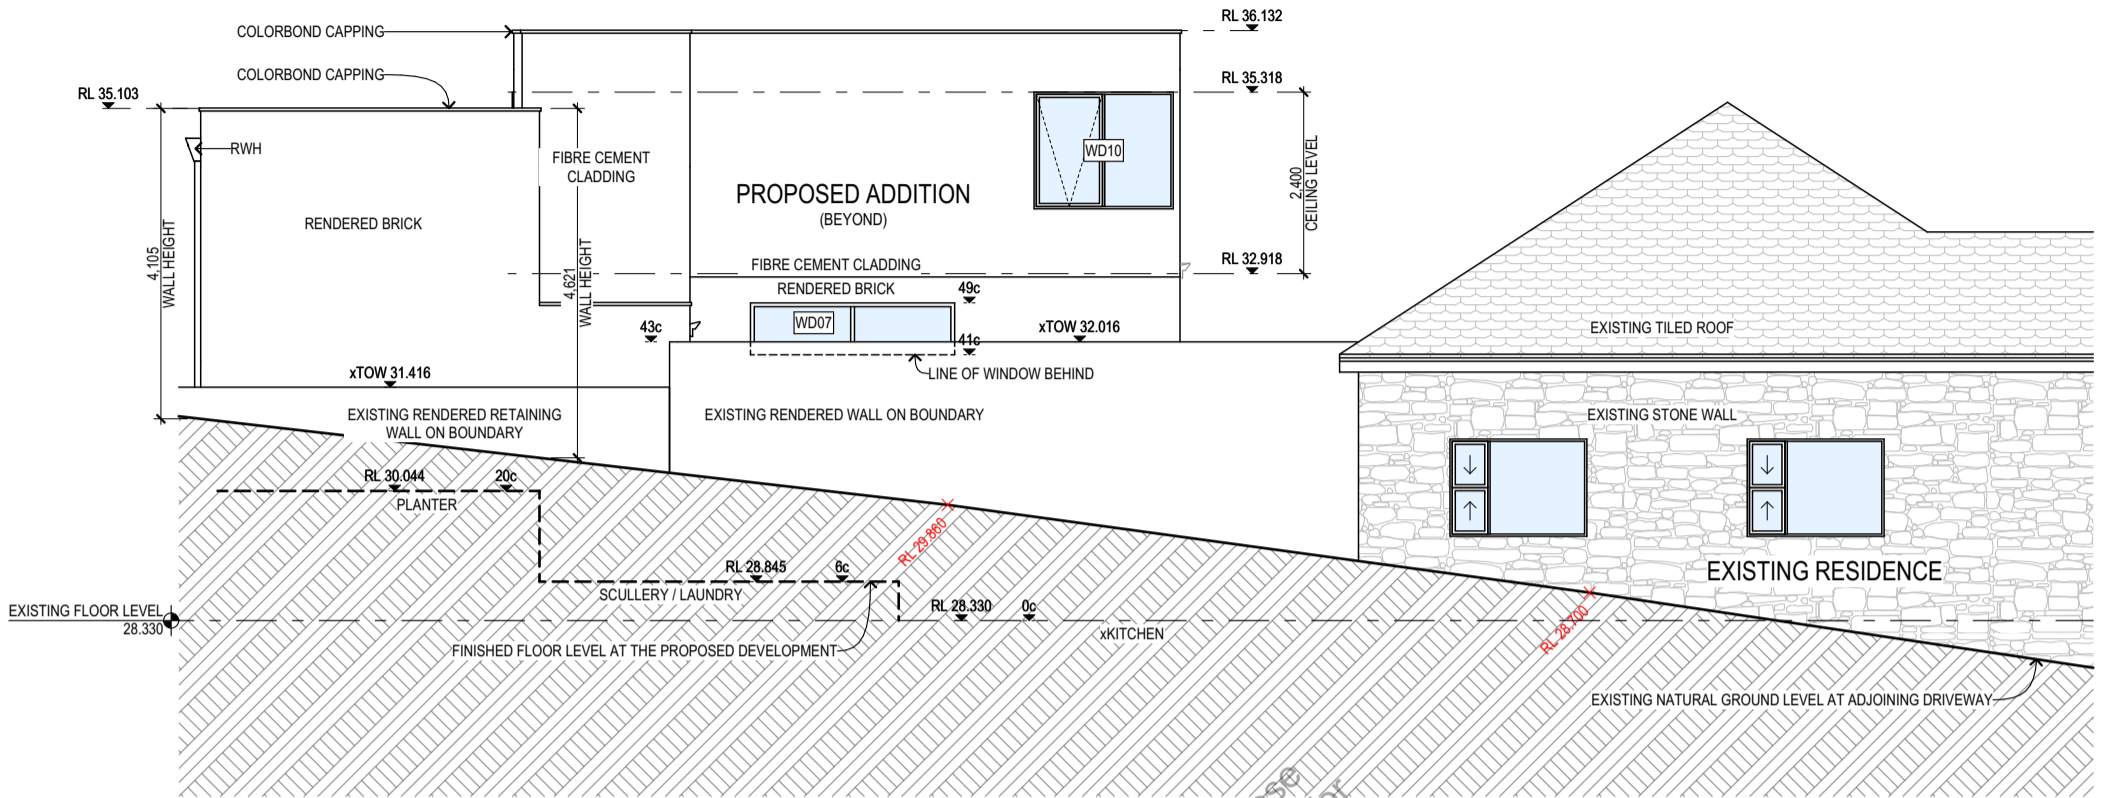 RL 36.132
COLORBOND CAPPING
COLORBOND CAPPING
RL 35.318
RL 35.103
RWH
FIBRE CEMENT
CLADDING
WD10
2,400
CEILING LEVEL
PROPOSED ADDITION
(BEYOND)
RENDERED BRICK
4,105
WALL HEIGHT
4,621
WALL HEIGHT
FIBRE CEMENT CLADDING
RL 32.918
RENDERED BRICK
49c
WD07
43c
xTOW 32.016
41c
EXISTING TILED ROOF
LINE OF WINDOW BEHIND
xTOW 31.416
EXISTING RENDERED RETAINING
WALL ON BOUNDARY
EXISTING RENDERED WALL ON BOUNDARY
EXISTING STONE WALL
RL 30.044
20c
PLANTER
RL 29.860
RL 28.845
6c
SCULLERY / LAUNDRY
EXISTING RESIDENCE
EXISTING FLOOR LEVEL
28.330
RL 28.330
0c
xKITCHEN
RL 28.700
FINISHED FLOOR LEVEL AT THE PROPOSED DEVELOPMENT
EXISTING NATURAL GROUND LEVEL AT ADJOINING DRIVEWAY